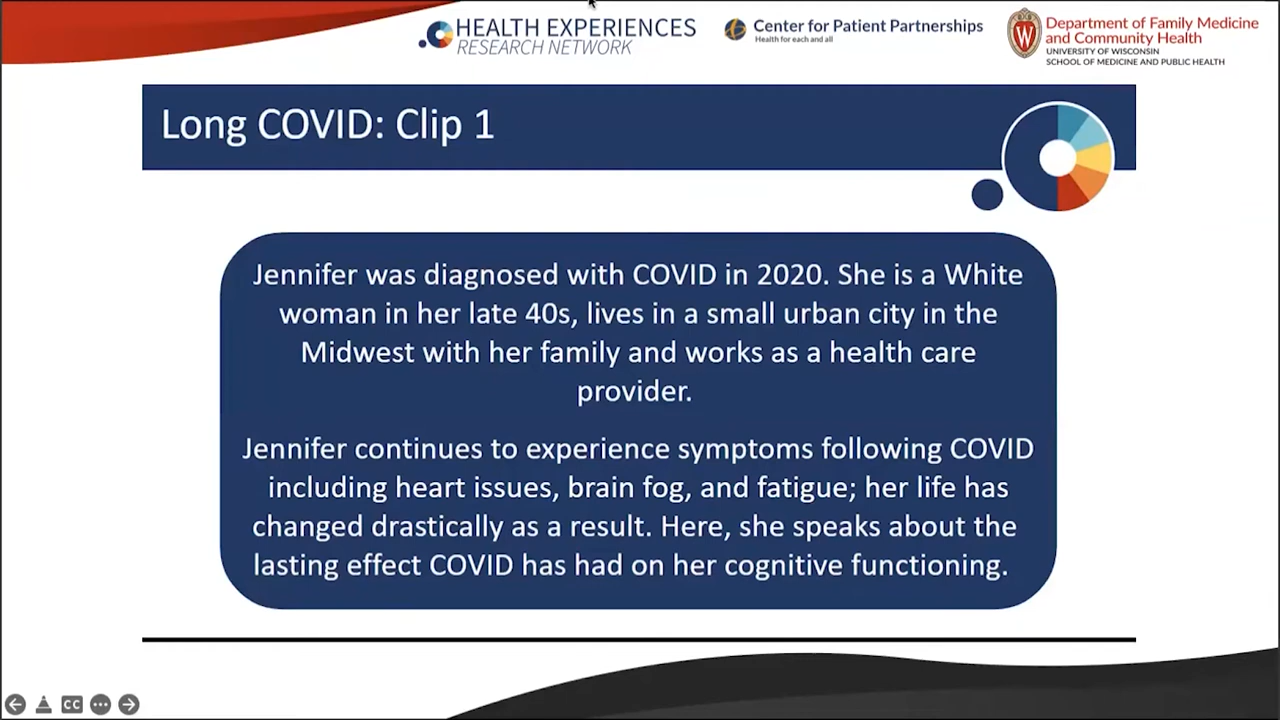 HEALTH EXPERIENCES
RESEARCH NETWORK
Center for Patient Partnerships
Health for each and all
W
Department of Family Medicine
and Community Health
UNIVERSITY OF WISCONSIN
SCHOOL OF MEDICINE AND PUBLIC HEALTH
Long COVID: Clip 1
Jennifer was diagnosed with COVID in 2020. She is a White
woman in her late 40s, lives in a small urban city in the
Midwest with her family and works as a health care
provider.
Jennifer continues to experience symptoms following COVID
including heart issues, brain fog, and fatigue; her life has
changed drastically as a result. Here, she speaks about the
lasting effect COVID has had on her cognitive functioning.
CC